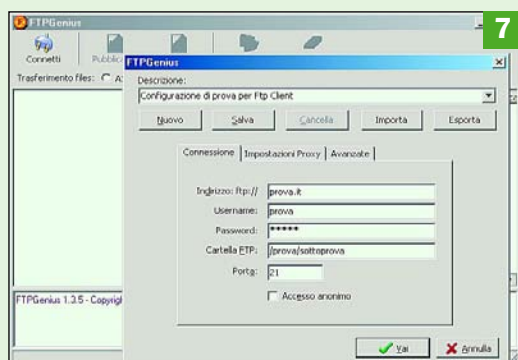 7
FTPGenius
Connetti Pubblic
Trasferimento files: A
FTPGenius
Descrizione:
Configurazione di prova per Ftp Client
Nuovo Salva Cancella Importa Esporta
Connessione Impostazioni Proxy Avanzate
Indirizzo: ftp:// prova.it
Username: prova
Password: *****
Cartella FTP: /prova/sottoprova
Porta: 21
Accesso anonimo
FTPGenius 1.3.5 - Copyrigh
Vai Annulla